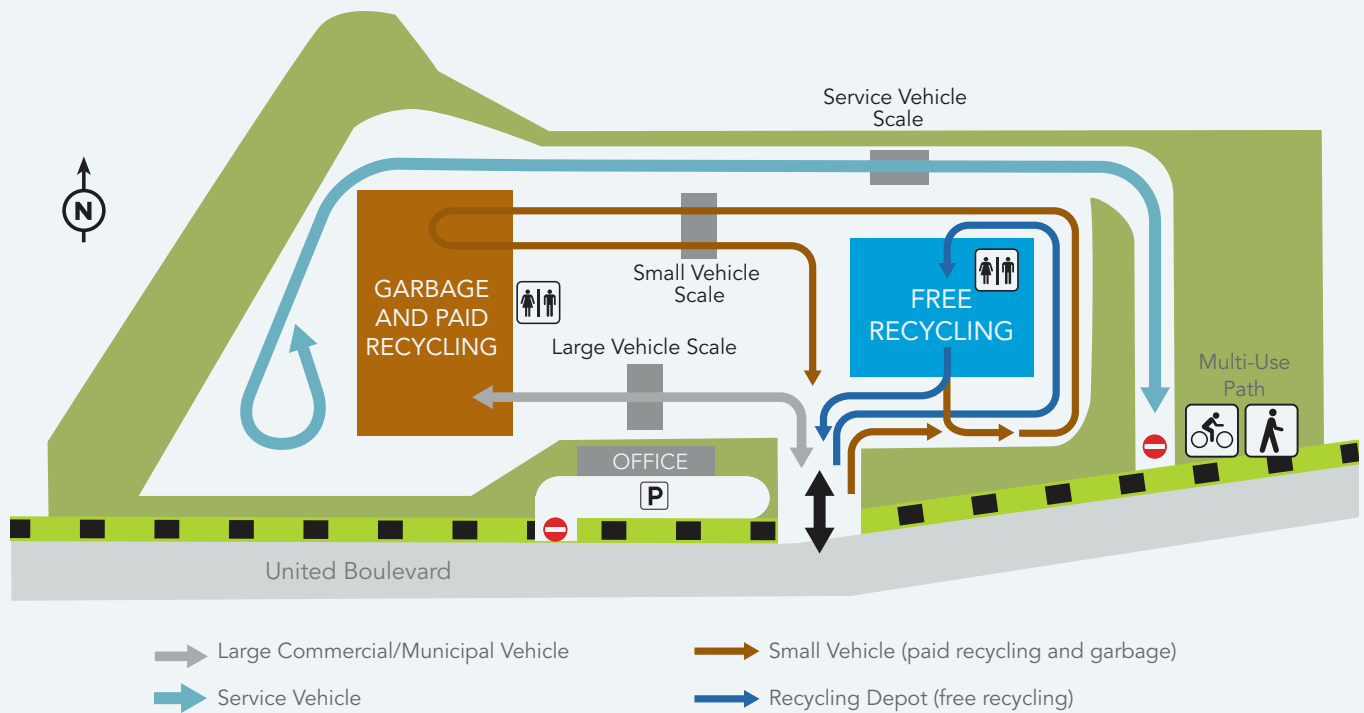 Service Vehicle
Scale
N
GARBAGE
AND PAID
RECYCLING
Small Vehicle
Scale
FREE
RECYCLING
Large Vehicle Scale
Multi-Use
Path
OFFICE
P
United Boulevard
Large Commercial/Municipal Vehicle
Small Vehicle (paid recycling and garbage)
Service Vehicle
Recycling Depot (free recycling)